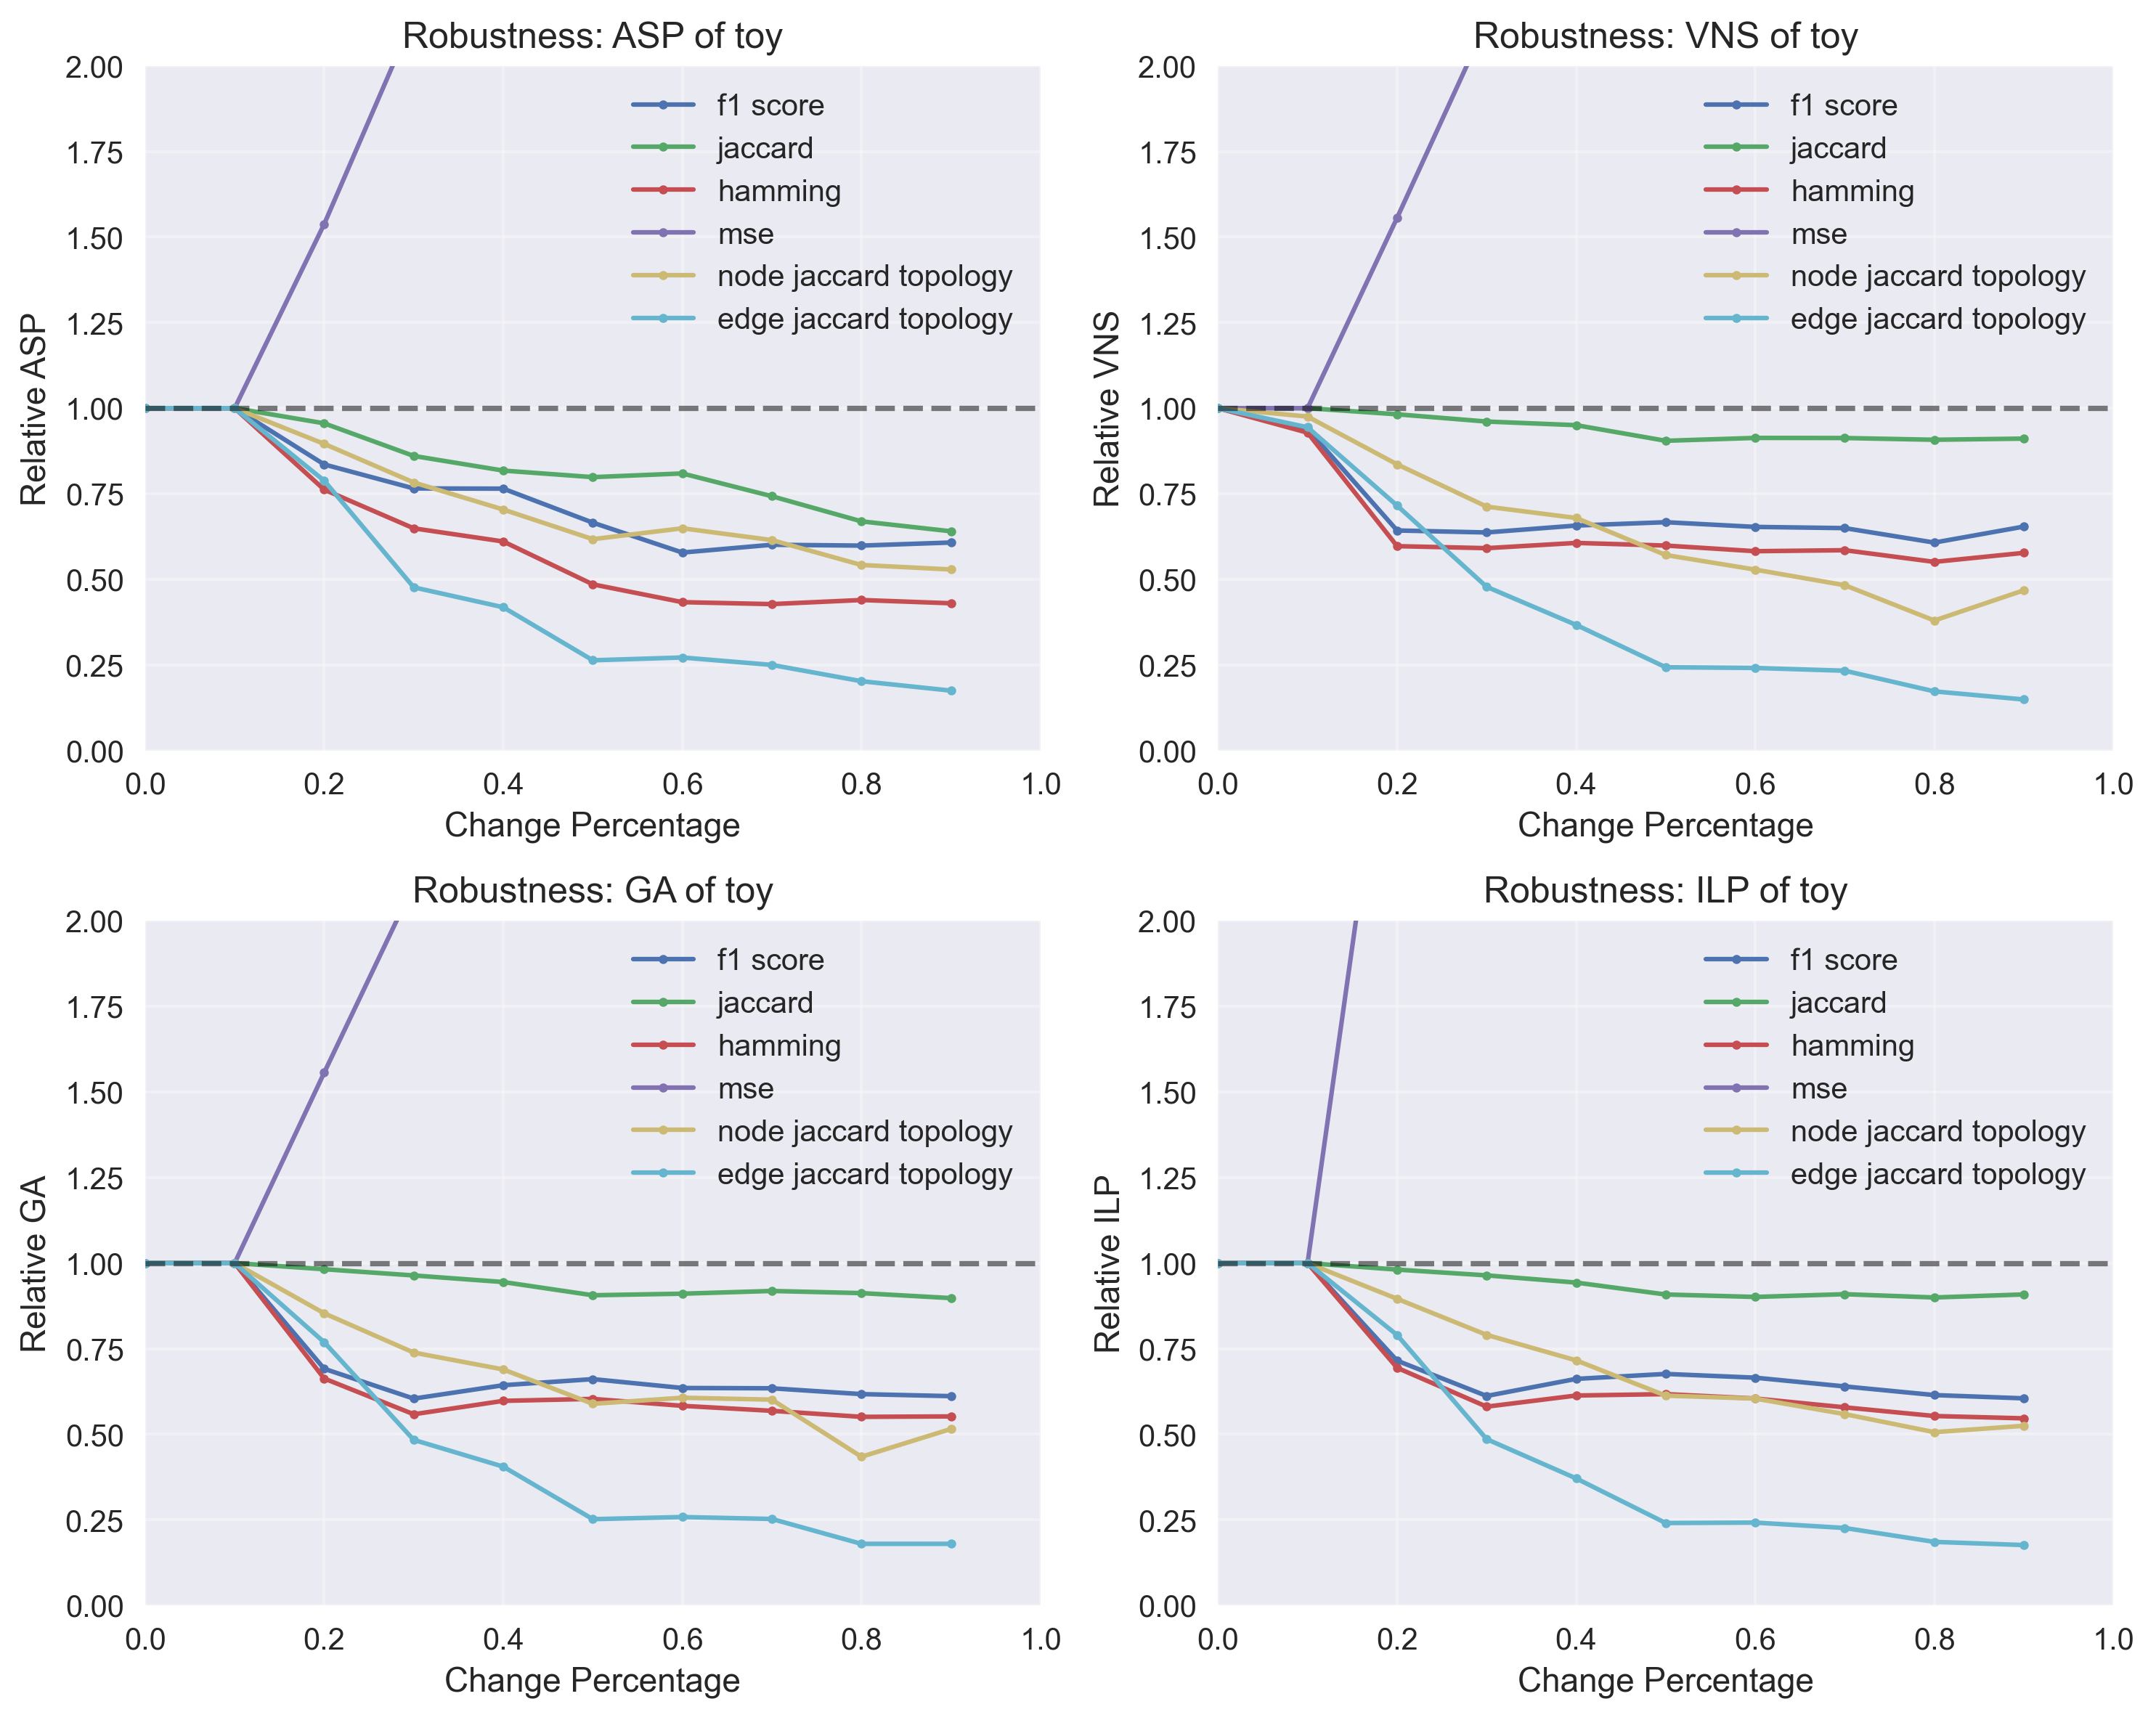 Robustness: ASP of toy
2.00
1.75
1.50
1.25
1.00
0.75
0.50
0.25
0.00
Relative ASP
f1 score
jaccard
hamming
mse
node jaccard topology
edge jaccard topology
0.0 0.2 0.4 0.6 0.8 1.0
Change Percentage
Robustness: VNS of toy
2.00
1.75
1.50
1.25
1.00
0.75
0.50
0.25
0.00
Relative VNS
f1 score
jaccard
hamming
mse
node jaccard topology
edge jaccard topology
0.0 0.2 0.4 0.6 0.8 1.0
Change Percentage
Robustness: GA of toy
2.00
1.75
1.50
1.25
1.00
0.75
0.50
0.25
0.00
Relative GA
f1 score
jaccard
hamming
mse
node jaccard topology
edge jaccard topology
0.0 0.2 0.4 0.6 0.8 1.0
Change Percentage
Robustness: ILP of toy
2.00
1.75
1.50
1.25
1.00
0.75
0.50
0.25
0.00
Relative ILP
f1 score
jaccard
hamming
mse
node jaccard topology
edge jaccard topology
0.0 0.2 0.4 0.6 0.8 1.0
Change Percentage